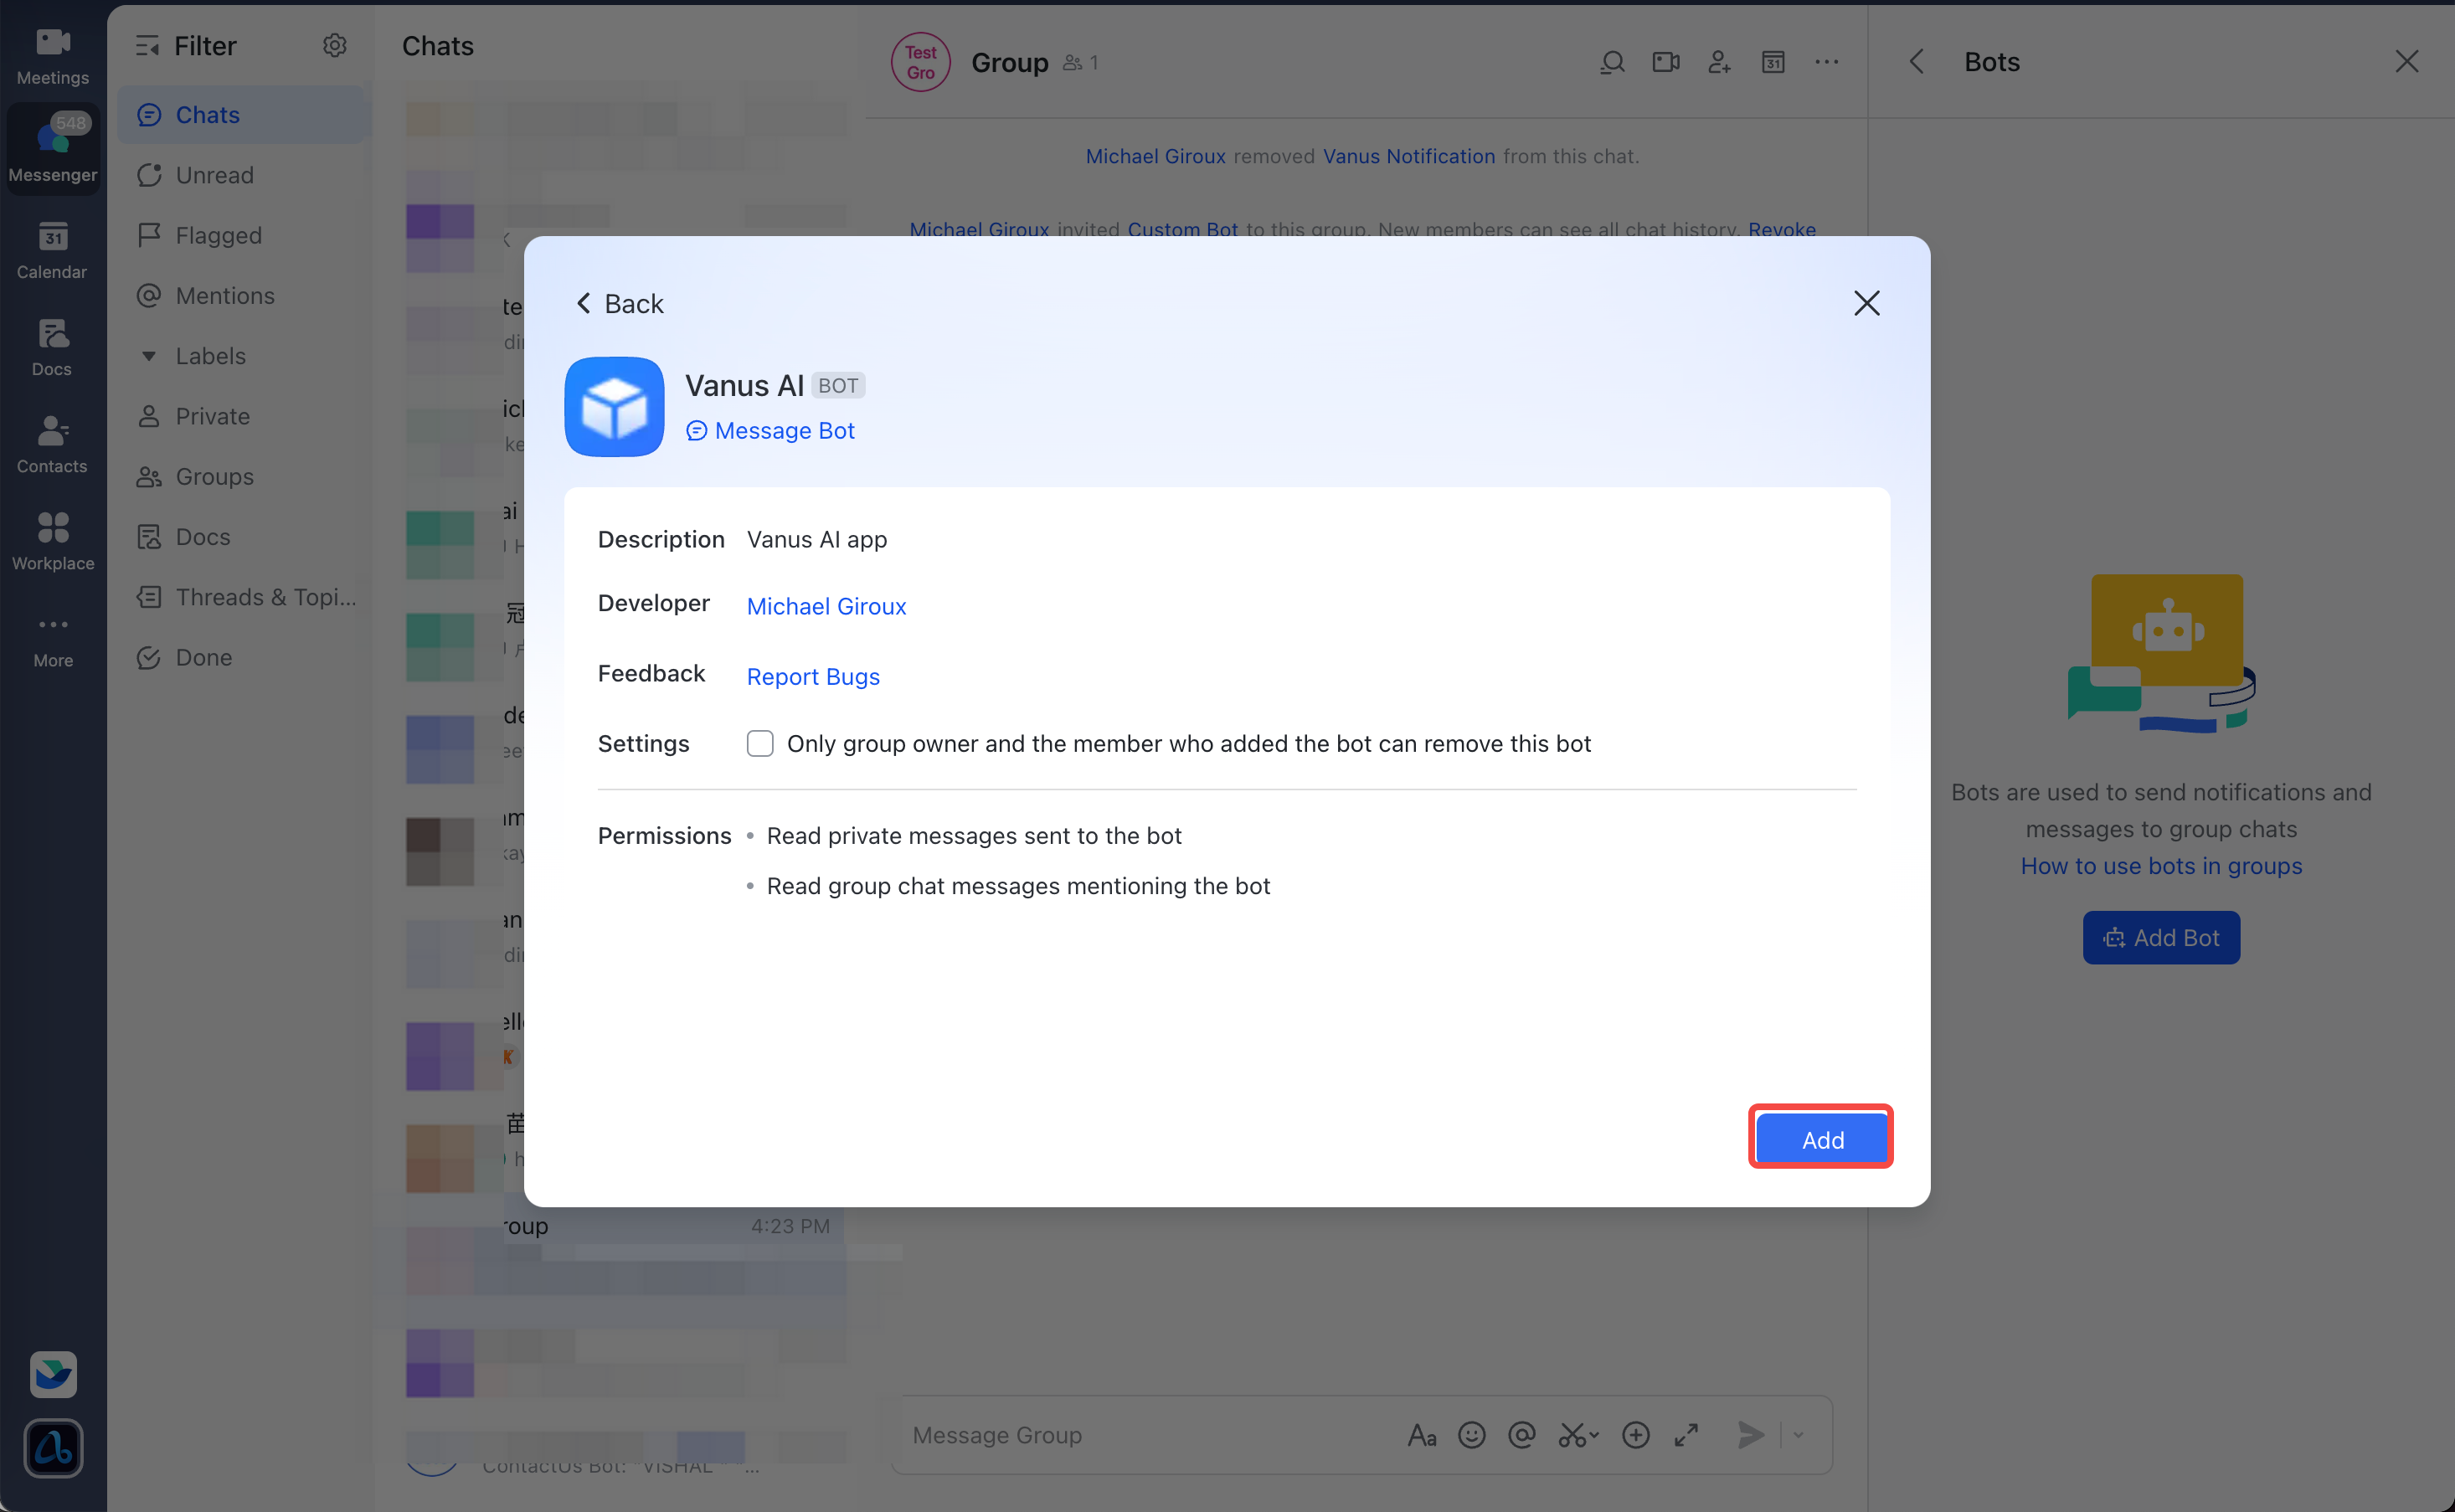 Meetings
548
Messenger
31
Calendar
Docs
Contacts
Workplace
More
Filter
Chats
Unread
Flagged
Mentions
Labels
Private
Groups
Docs
Threads & Topi...
Done
Chats
roup
4:23 PM
ContactUs Bot: "VISHAL" ...
Test
Gro
Group
1
31
Michael Giroux removed Vanus Notification from this chat.
Michael Giroux invited Custom Bot to this group. New members can see all chat history. Revoke
Back
Vanus AI BOT
Message Bot
Description Vanus AI app
Developer Michael Giroux
Feedback Report Bugs
Settings Only group owner and the member who added the bot can remove this bot
Permissions • Read private messages sent to the bot
• Read group chat messages mentioning the bot
Add
Message Group
Aa
Bots
Bots are used to send notifications and
messages to group chats
How to use bots in groups
Add Bot